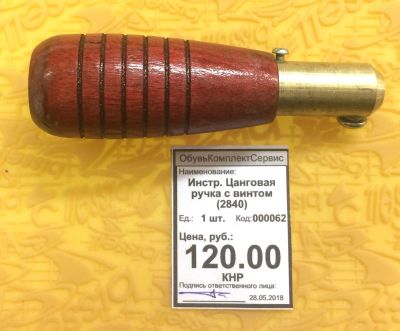 ОбувьКомплектСервис
Наименование:
Инстр. Цанговая
ручка с винтом
(2840)
Ед.: 1 шт. Код:000062
Цена, руб.:
120.00
КНР
Подпись ответственного лица:
28.05.2018